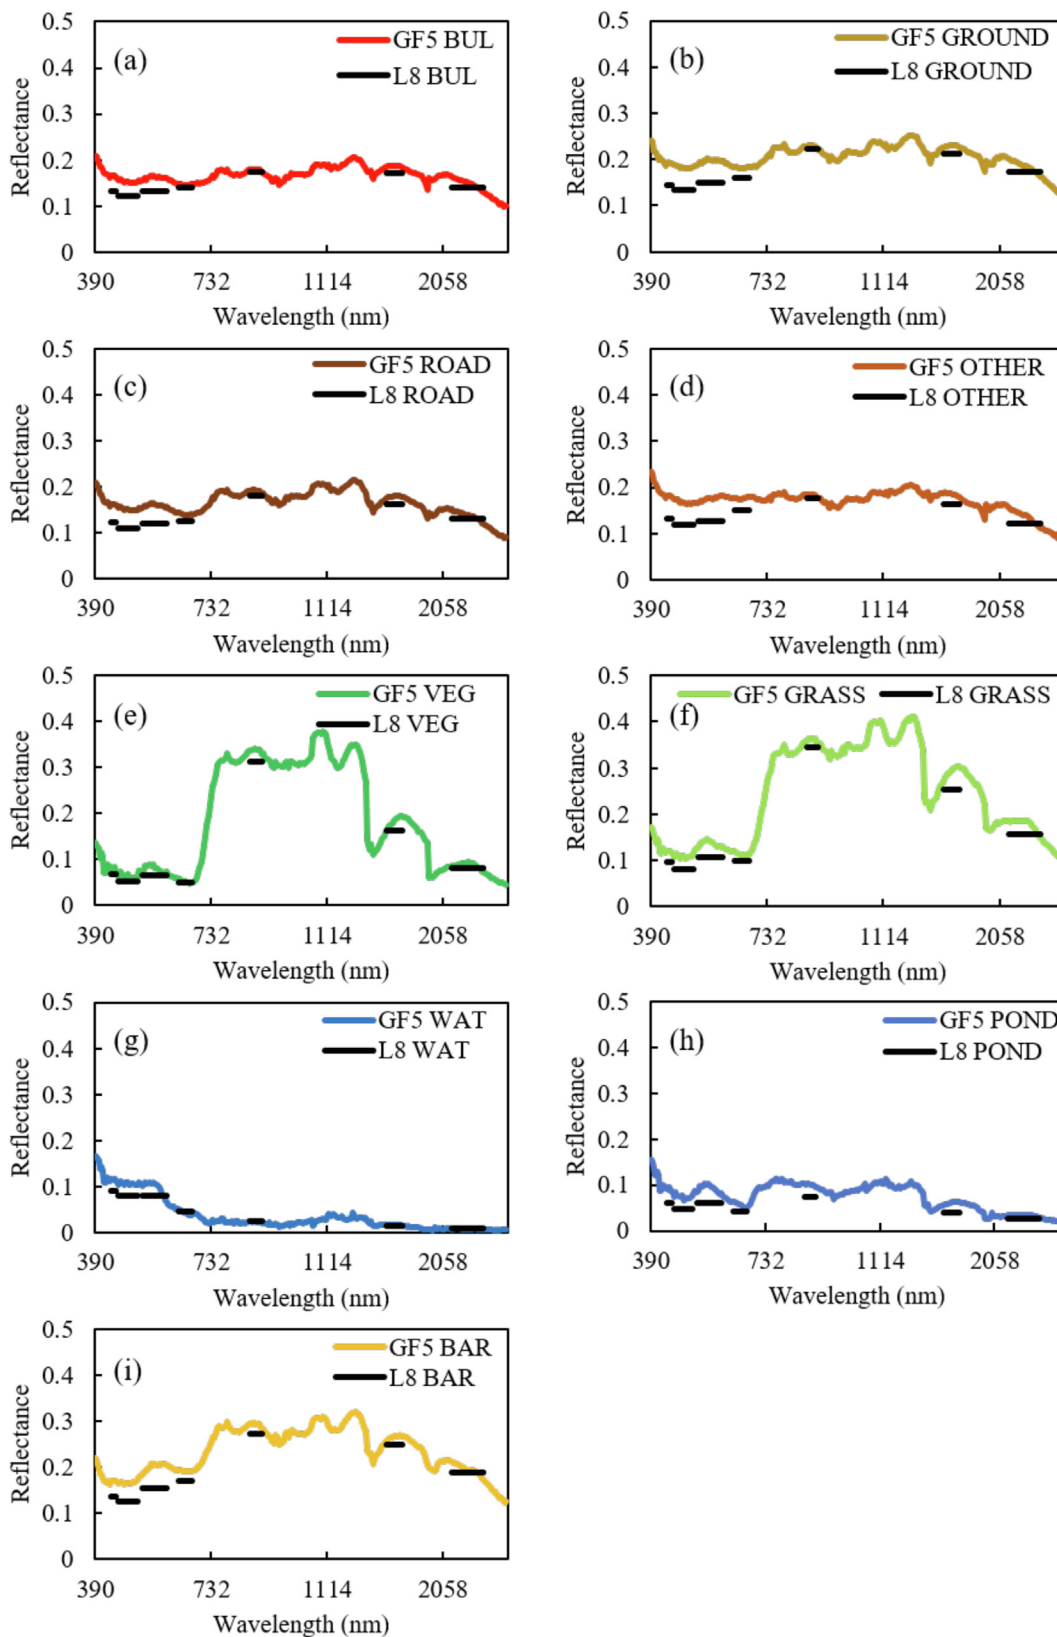 0.5
0.4
0.3
0.2
0.1
0
Reflectance
(a)
GF5 BUL
L8 BUL
390 732 1114 2058
Wavelength (nm)
0.5
0.4
0.3
0.2
0.1
0
Reflectance
(b)
GF5 GROUND
L8 GROUND
390 732 1114 2058
Wavelength (nm)
0.5
0.4
0.3
0.2
0.1
0
Reflectance
(c)
GF5 ROAD
L8 ROAD
390 732 1114 2058
Wavelength (nm)
0.5
0.4
0.3
0.2
0.1
0
Reflectance
(d)
GF5 OTHER
L8 OTHER
390 732 1114 2058
Wavelength (nm)
0.5
0.4
0.3
0.2
0.1
0
Reflectance
(e)
GF5 VEG
L8 VEG
390 732 1114 2058
Wavelength (nm)
0.5
0.4
0.3
0.2
0.1
0
Reflectance
(f)
GF5 GRASS L8 GRASS
390 732 1114 2058
Wavelength (nm)
0.5
0.4
0.3
0.2
0.1
0
Reflectance
(g)
GF5 WAT
L8 WAT
390 732 1114 2058
Wavelength (nm)
0.5
0.4
0.3
0.2
0.1
0
Reflectance
(h)
GF5 POND
L8 POND
390 732 1114 2058
Wavelength (nm)
0.5
0.4
0.3
0.2
0.1
0
Reflectance
(i)
GF5 BAR
L8 BAR
390 732 1114 2058
Wavelength (nm)